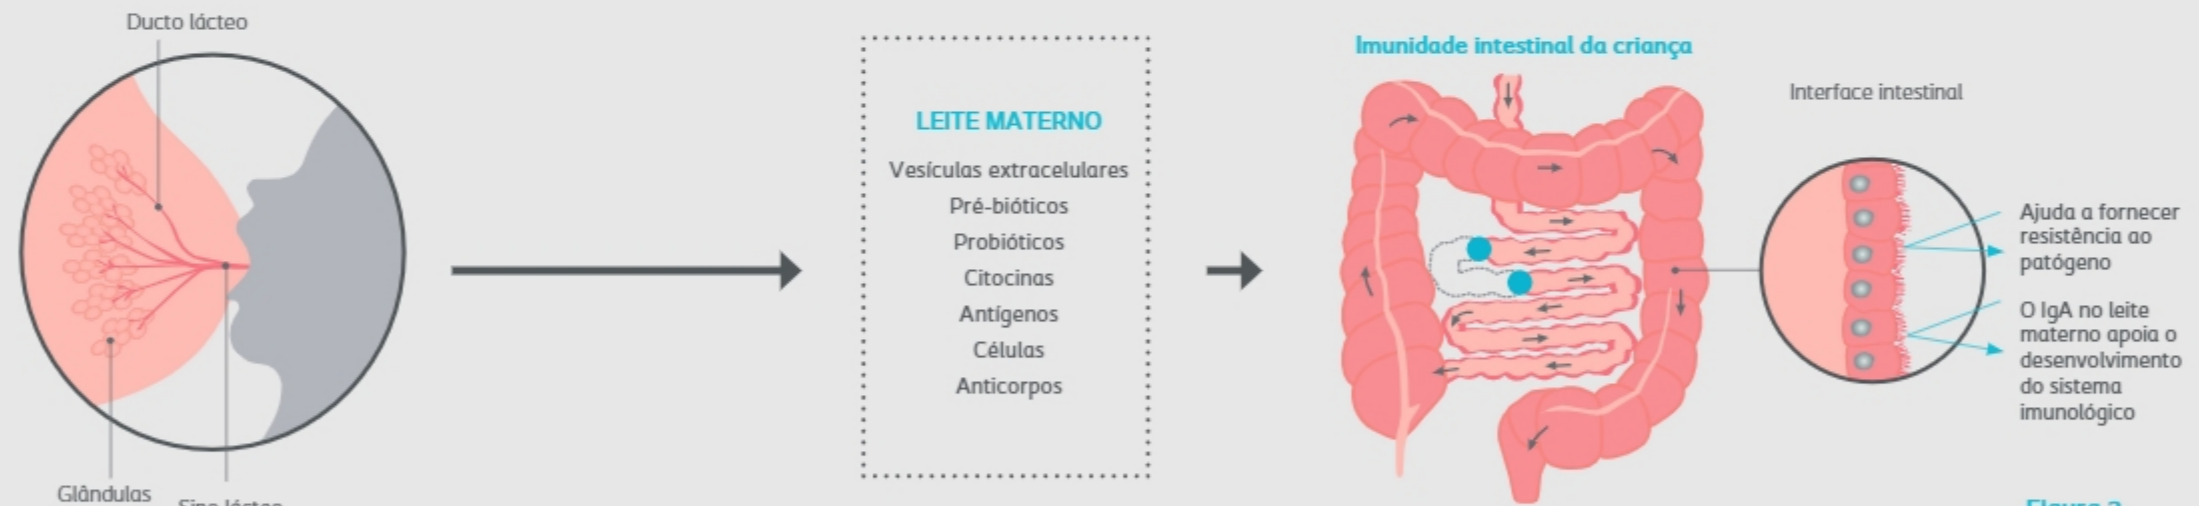 Ducto lácteo
Glândulas
LEITE MATERNO
Vesículas extracelulares
Pré-bióticos
Probióticos
Citocinas
Antígenos
Células
Anticorpos
Imunidade intestinal da criança
Interface intestinal
Ajuda a fornecer
resistência ao
patógeno
O IgA no leite
materno apoia o
desenvolvimento
do sistema
imunológico